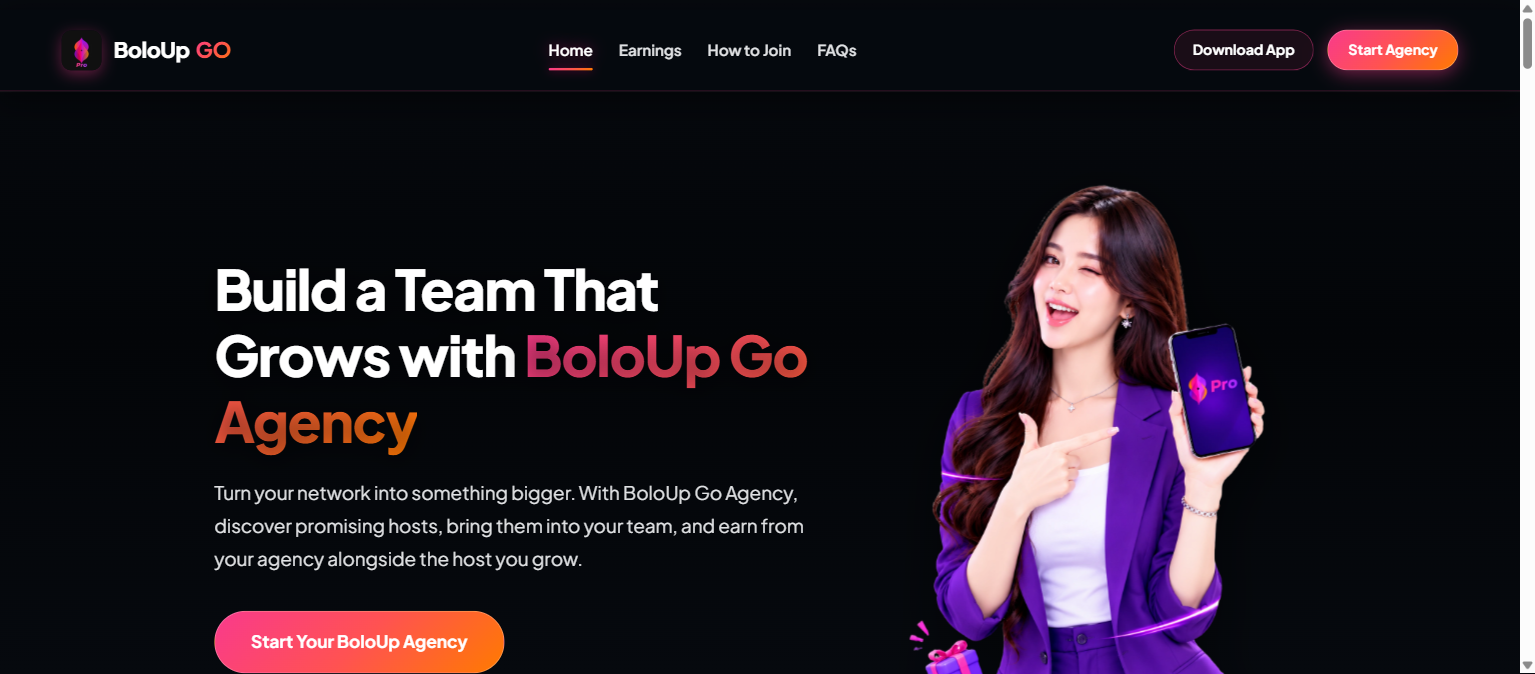 Pro
BoloUp GO
Home
Earnings
How to Join
FAQs
Download App
Start Agency
Build a Team That
Grows with BoloUp Go
Agency
Turn your network into something bigger. With BoloUp Go Agency,
discover promising hosts, bring them into your team, and earn from
your agency alongside the host you grow.
Start Your BoloUp Agency
Pro